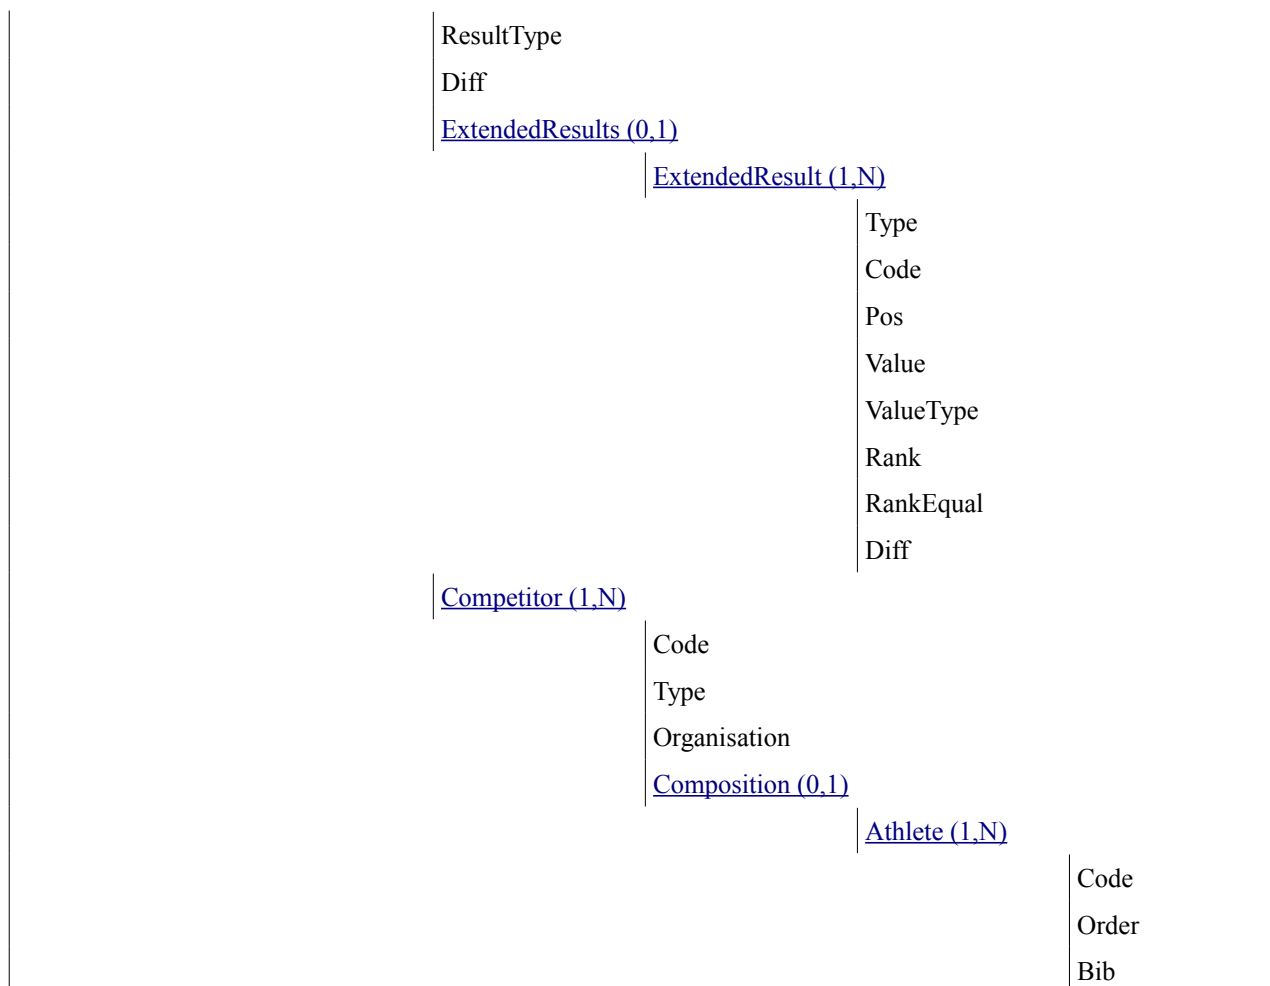 ResultType
Diff
ExtendedResults (0,1)
ExtendedResult (1,N)
Type
Code
Pos
Value
ValueType
Rank
RankEqual
Diff
Competitor (1,N)
Code
Type
Organisation
Composition (0,1)
Athlete (1,N)
Code
Order
Bib